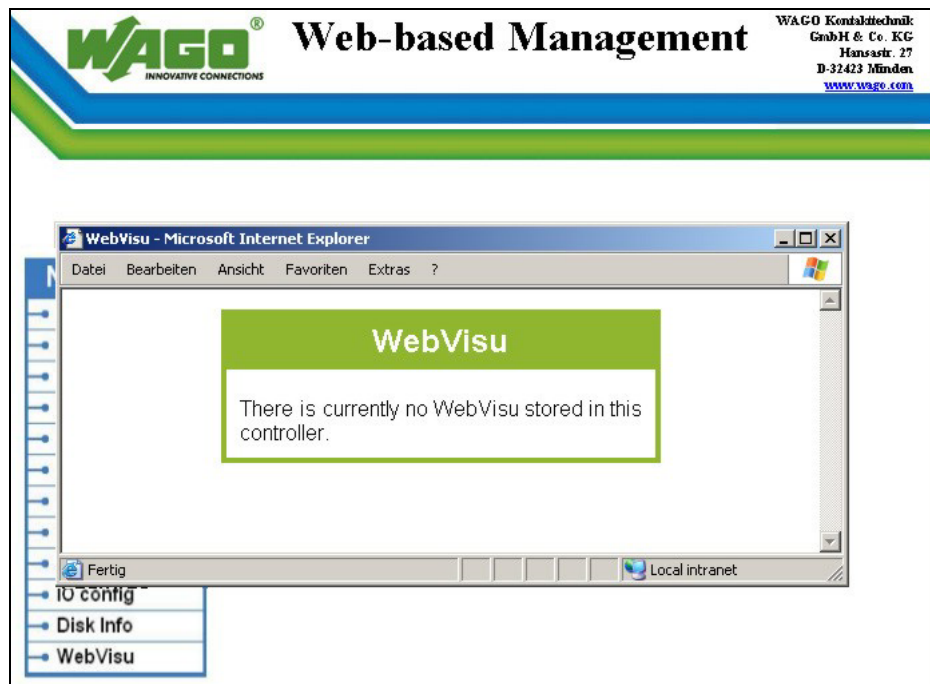 WAGO®
INNOVATIVE CONNECTIONS
Web-based Management
WAGO Kontakttechnik
GmbH & Co. KG
Hansastr. 27
D-32423 Minden
www.wago.com
WebVisu - Microsoft Internet Explorer
Datei Bearbeiten Ansicht Favoriten Extras ?
WebVisu
There is currently no WebVisu stored in this
controller.
Fertig
Local intranet
IO config
Disk Info
WebVisu